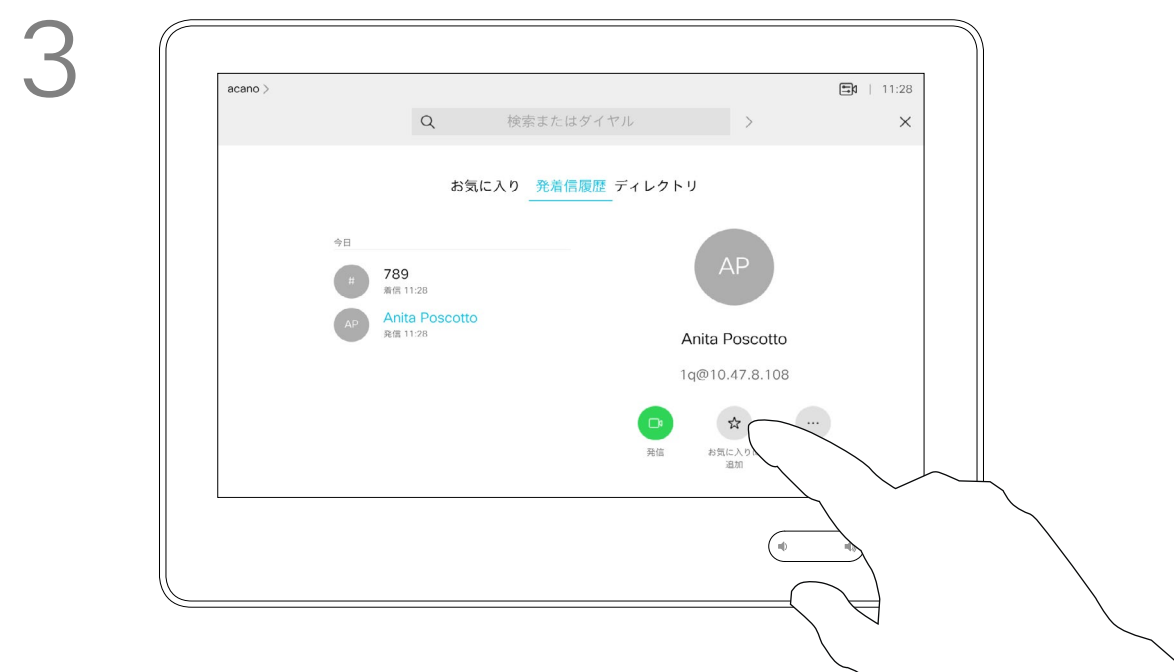 3
acano >
11:28
検索またはダイヤル
お気に入り 発着信履歴 ディレクトリ
今日
#
789
着信 11:28
AP
Anita Poscotto
発信 11:28
AP
Anita Poscotto
1q@10.47.8.108
...
発信
お気に入り
追加